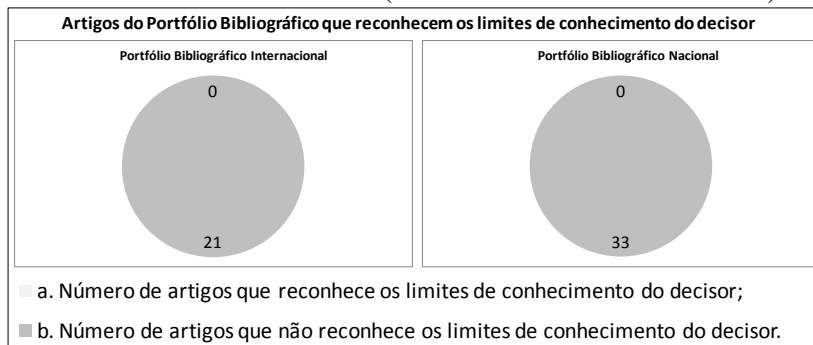 Artigos do Portfólio Bibliográfico que reconhecem os limites de conhecimento do decisor
Portfólio Bibliográfico Internacional
Portfólio Bibliográfico Nacional
0
0
21
33
a. Número de artigos que reconhece os limites de conhecimento do decisor;
b. Número de artigos que não reconhece os limites de conhecimento do decisor.